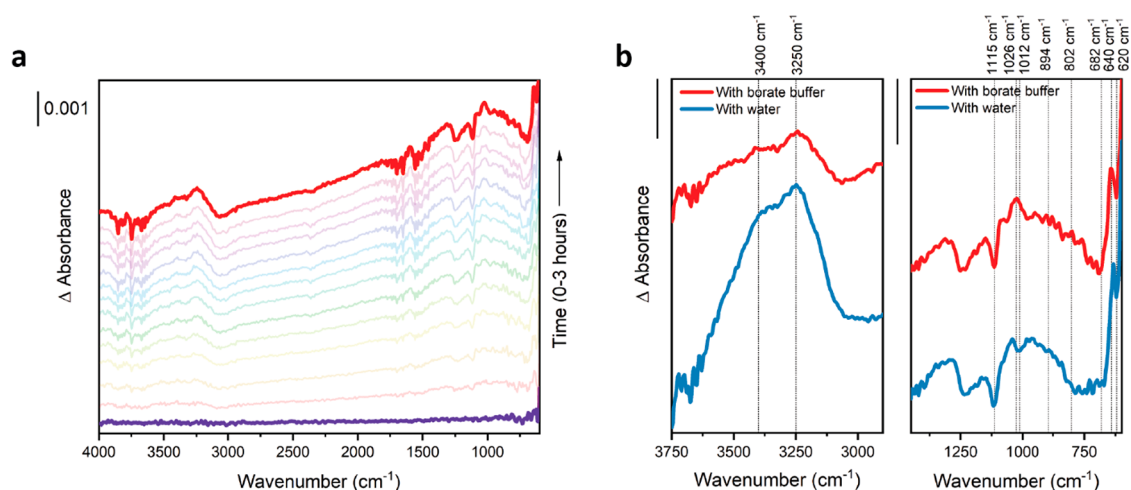 a
0.001
Δ Absorbance
4000 3500 3000 2500 2000 1500 1000
Wavenumber (cm⁻¹)
Time (0-3 hours)
b
3400 cm⁻¹
3250 cm⁻¹
With borate buffer
With water
Δ Absorbance
3750 3500 3250 3000
Wavenumber (cm⁻¹)
1115 cm⁻¹
1026 cm⁻¹
1012 cm⁻¹
894 cm⁻¹
802 cm⁻¹
682 cm⁻¹
640 cm⁻¹
620 cm⁻¹
With borate buffer
With water
1250 1000 750
Wavenumber (cm⁻¹)